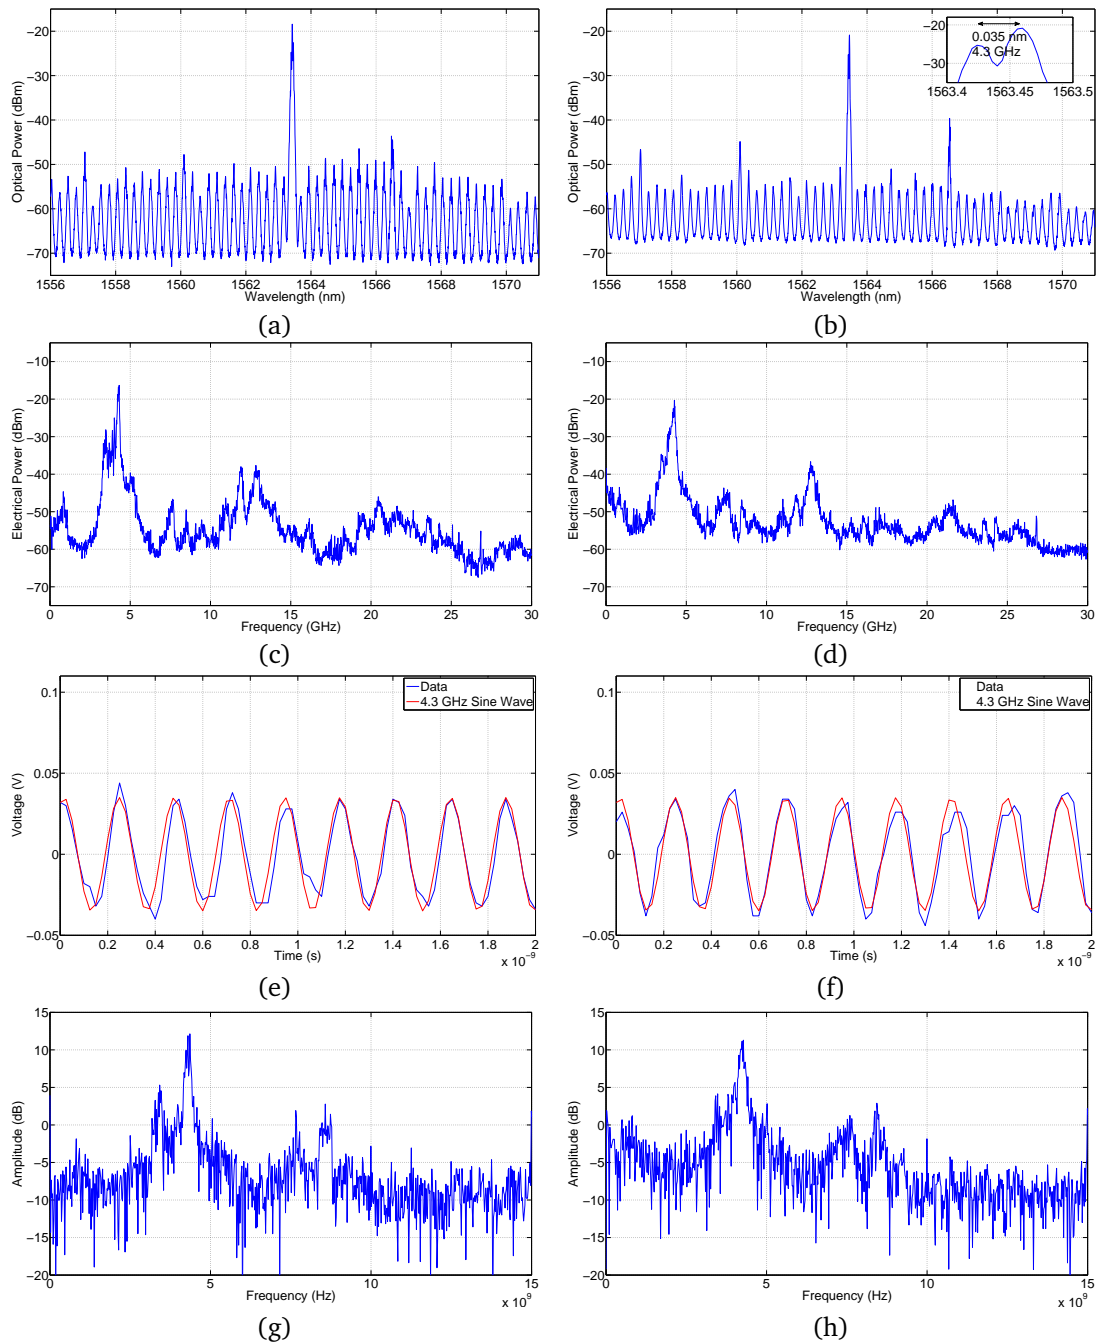 −20
−30
−40
−50
−60
−70
Optical Power (dBm)
1556 1558 1560 1562 1564 1566 1568 1570
Wavelength (nm)
(a)
−20
−30
−40
−50
−60
−70
Optical Power (dBm)
−20
−30
0.035 nm
4.3 GHz
1563.4 1563.45 1563.5
1556 1558 1560 1562 1564 1566 1568 1570
Wavelength (nm)
(b)
−10
−20
−30
−40
−50
−60
−70
Electrical Power (dBm)
0 5 10 15 20 25 30
Frequency (GHz)
(c)
−10
−20
−30
−40
−50
−60
−70
Electrical Power (dBm)
0 5 10 15 20 25 30
Frequency (GHz)
(d)
0.1
0.05
0
−0.05
Voltage (V)
Data
4.3 GHz Sine Wave
0 0.2 0.4 0.6 0.8 1 1.2 1.4 1.6 1.8 2
Time (s)
x 10⁻⁹
(e)
0.1
0.05
0
−0.05
Voltage (V)
Data
4.3 GHz Sine Wave
0 0.2 0.4 0.6 0.8 1 1.2 1.4 1.6 1.8 2
Time (s)
x 10⁻⁹
(f)
15
10
5
0
−5
−10
−15
−20
Amplitude (dB)
0 5 10 15
Frequency (Hz)
x 10⁹
(g)
15
10
5
0
−5
−10
−15
−20
Amplitude (dB)
0 5 10 15
Frequency (Hz)
x 10⁹
(h)